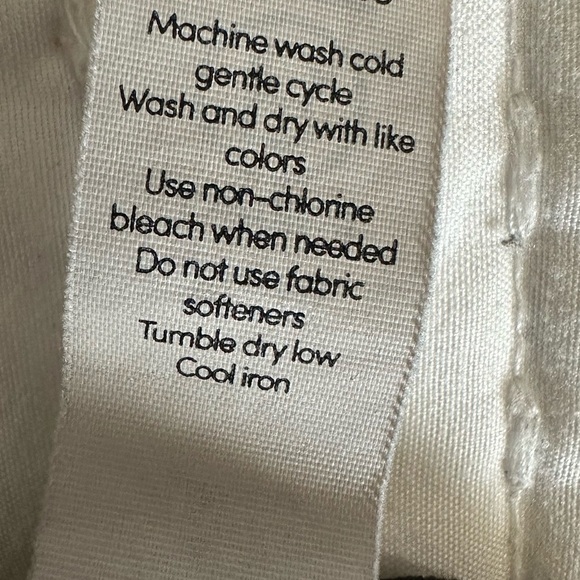 Machine wash cold
gentle cycle
Wash and dry with like
colors
Use non-chlorine
bleach when needed
Do not use fabric
softeners
Tumble dry low
Cool iron